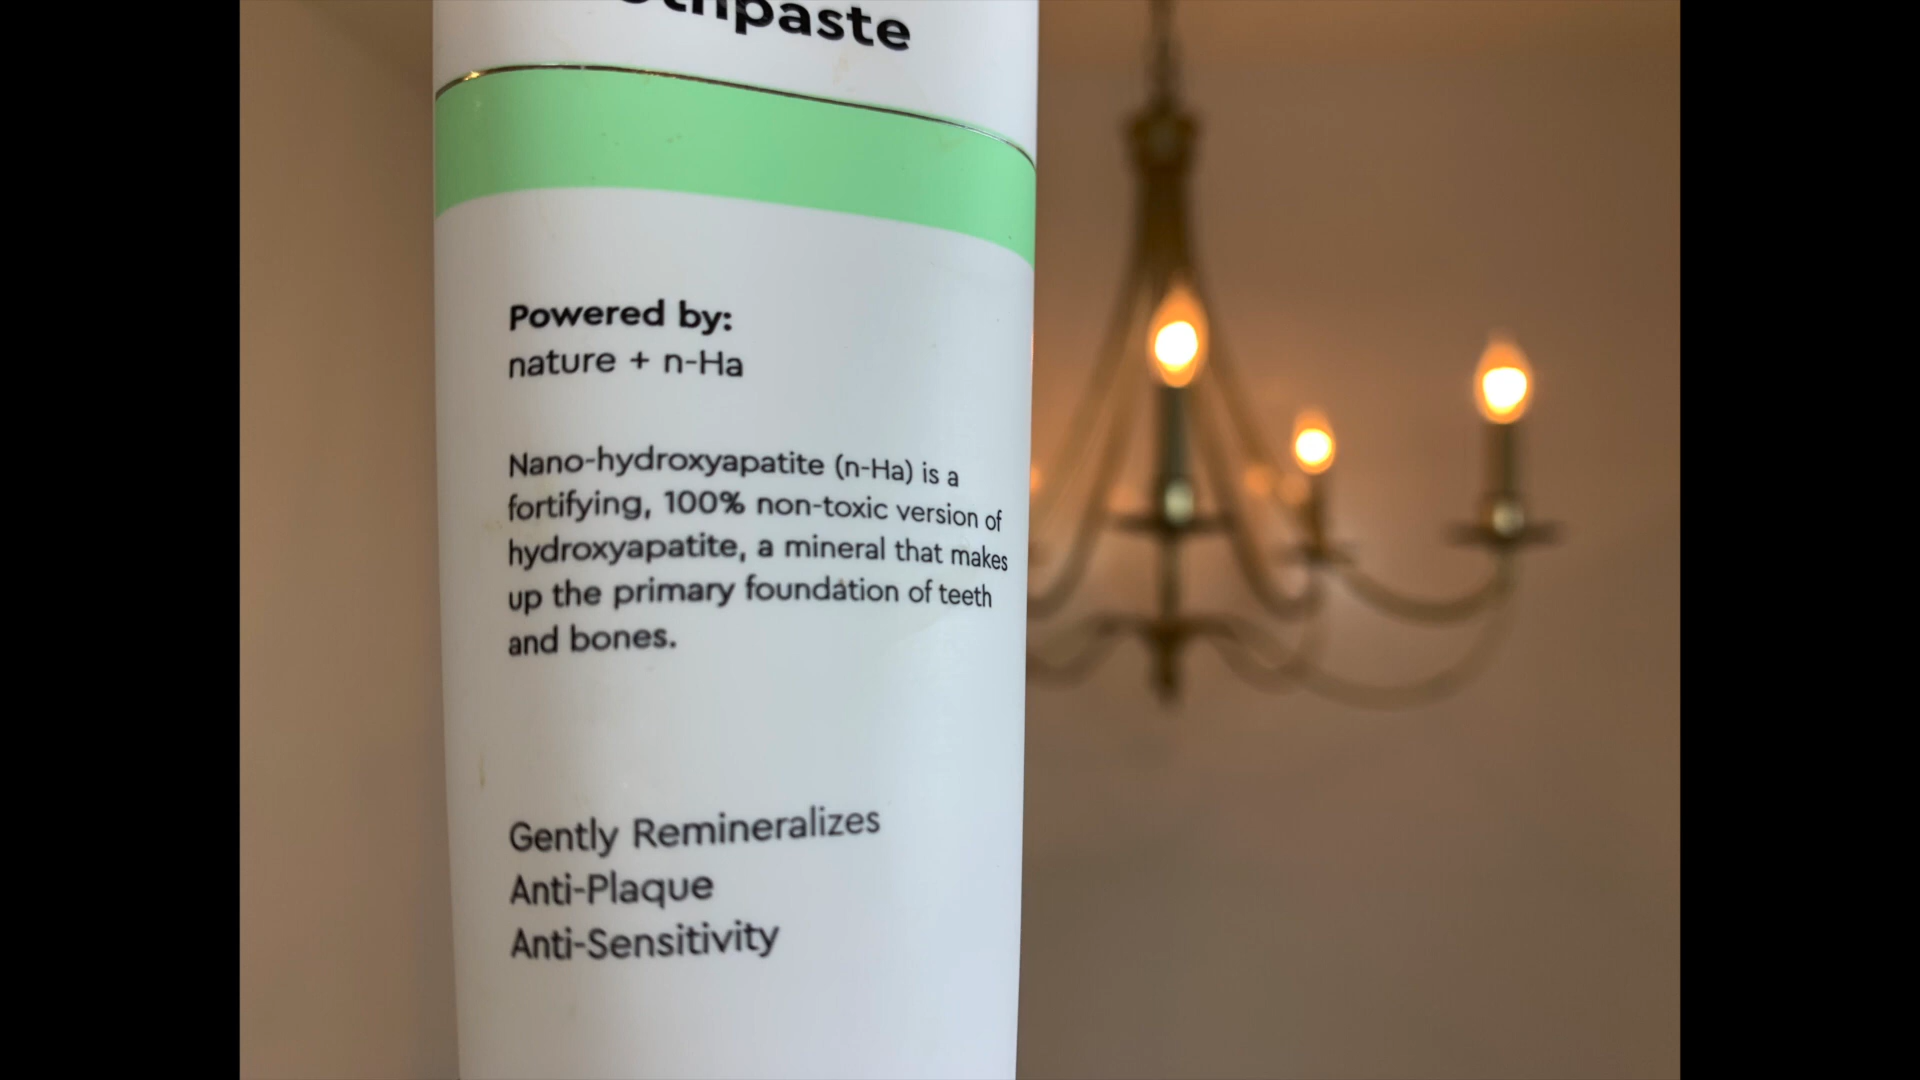 thpaste
Powered by:
nature + n-Ha
Nano-hydroxyapatite (n-Ha) is a
fortifying, 100% non-toxic version of
hydroxyapatite, a mineral that makes
up the primary foundation of teeth
and bones.
Gently Remineralizes
Anti-Plaque
Anti-Sensitivity